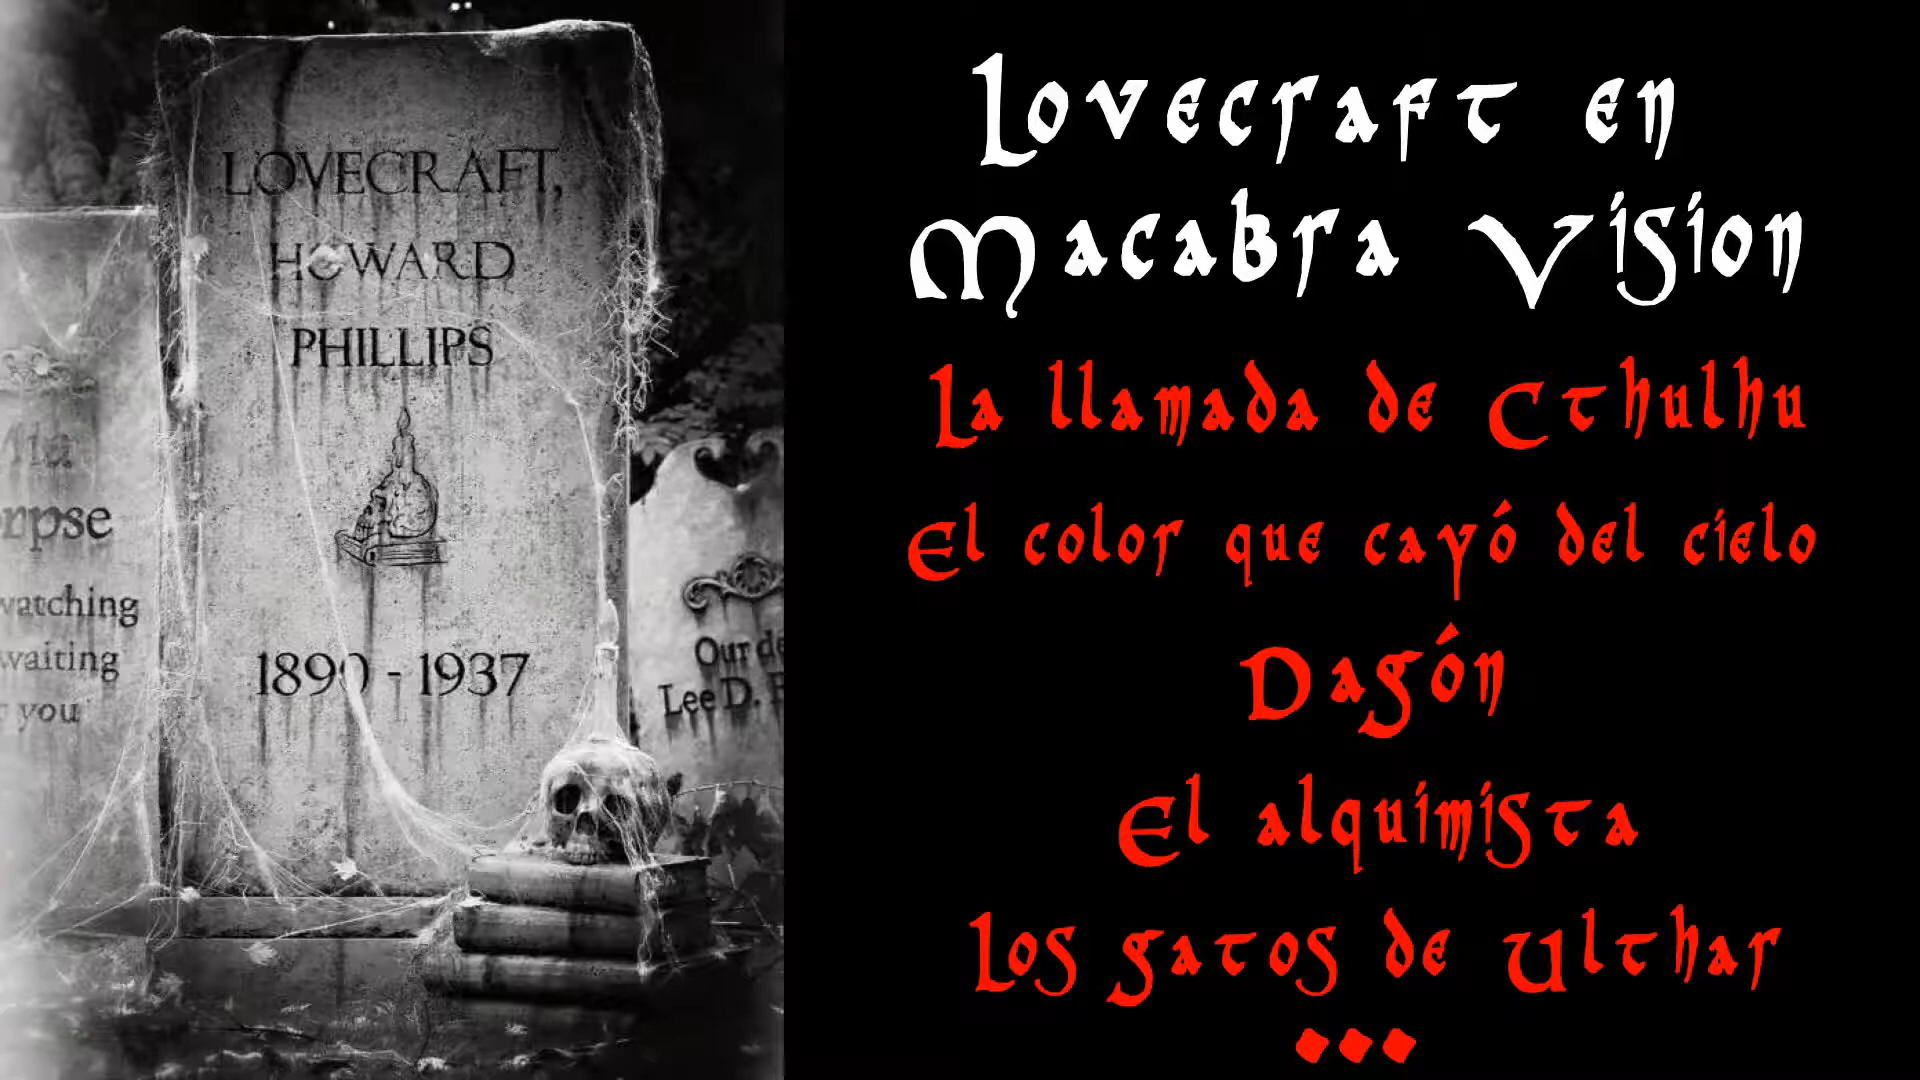 LOVECRAFT,
HOWARD
PHILLIPS
1890 - 1937
watching
waiting
you
Our
Lee D.
Lovecraft en
Macabra Vision
La llamada de Cthulhu
El color que cayó del cielo
Dagón
El alquimista
Los gatos de Ulthar
...